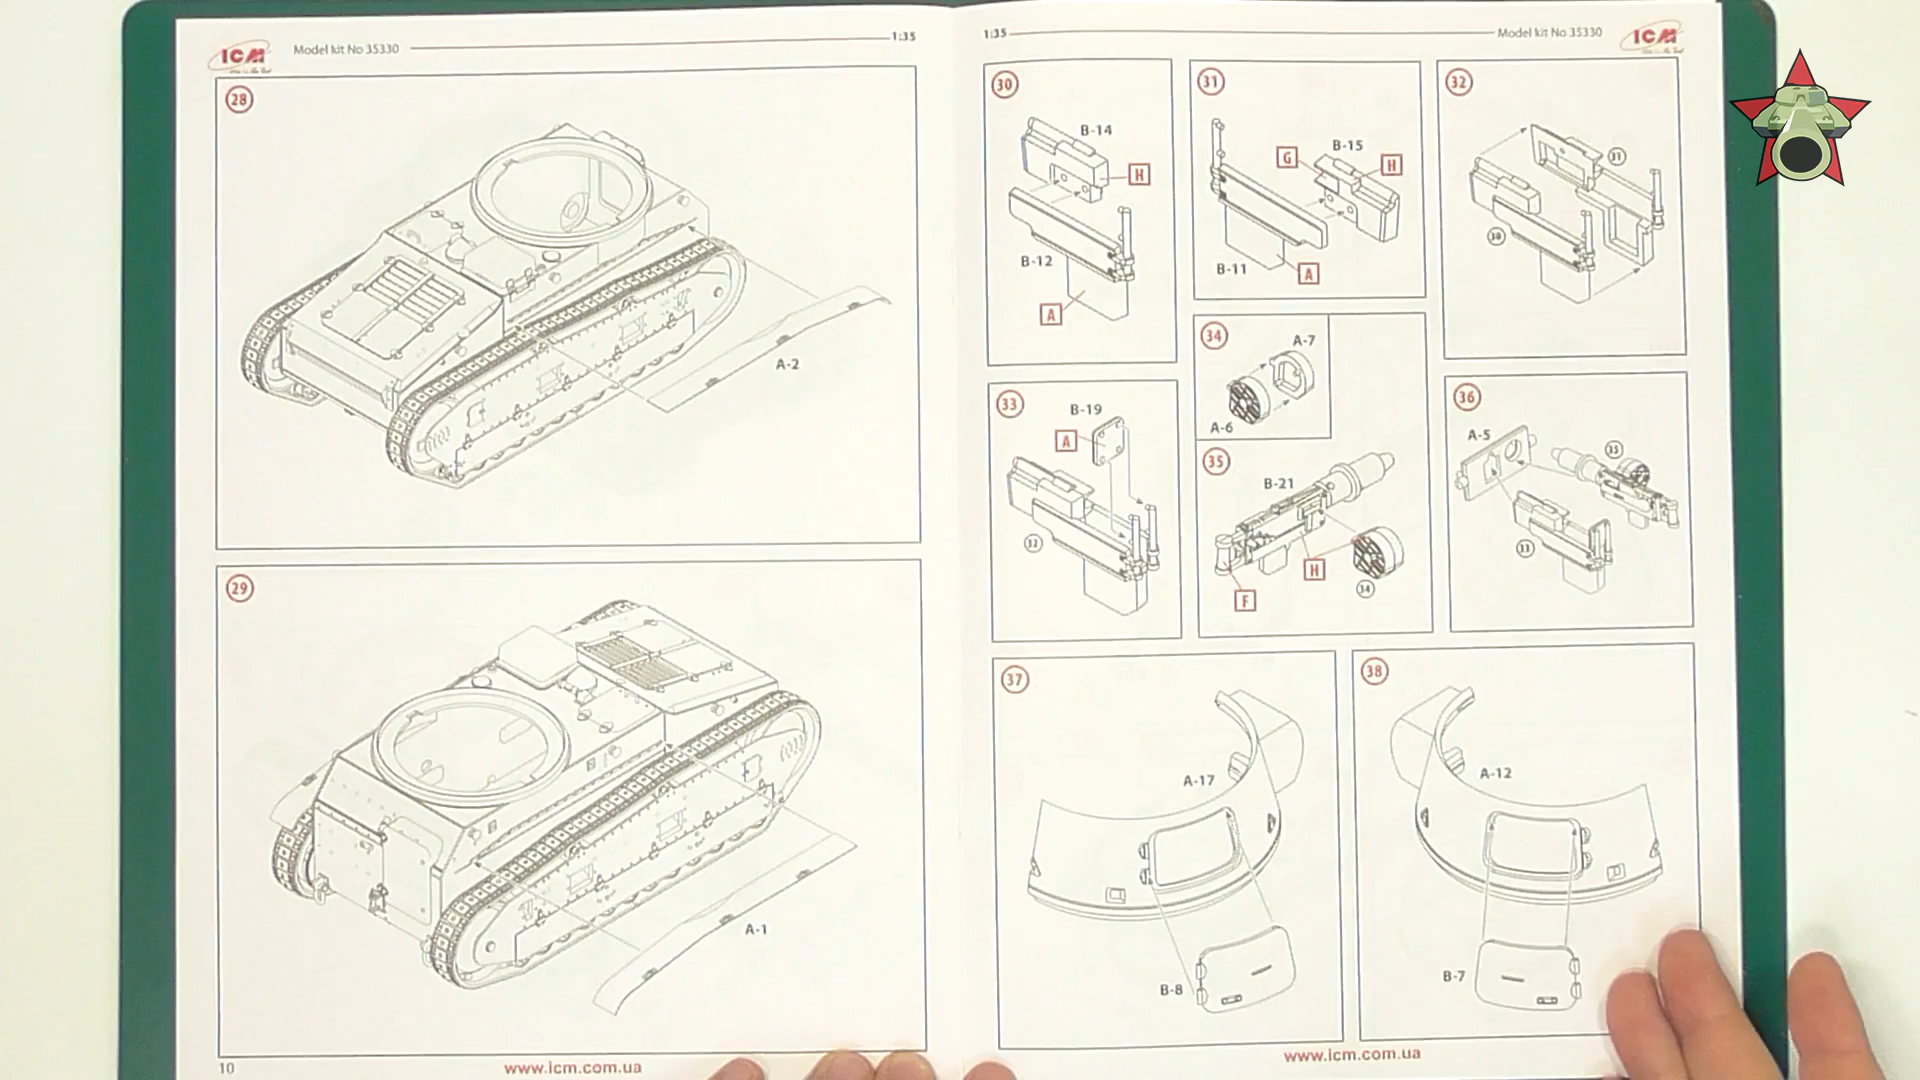 ICM
Model kit No 35330
1:35
28
A-2
29
A-1
10
www.icm.com.ua
1:35
Model kit No 35330
ICM
30
B-14
H
B-12
A
31
B-15
G
H
B-11
A
32
31
30
33
B-19
A
32
34
A-7
A-6
35
B-21
H
F
34
36
A-5
35
33
37
A-17
B-8
38
A-12
B-7
www.icm.com.ua